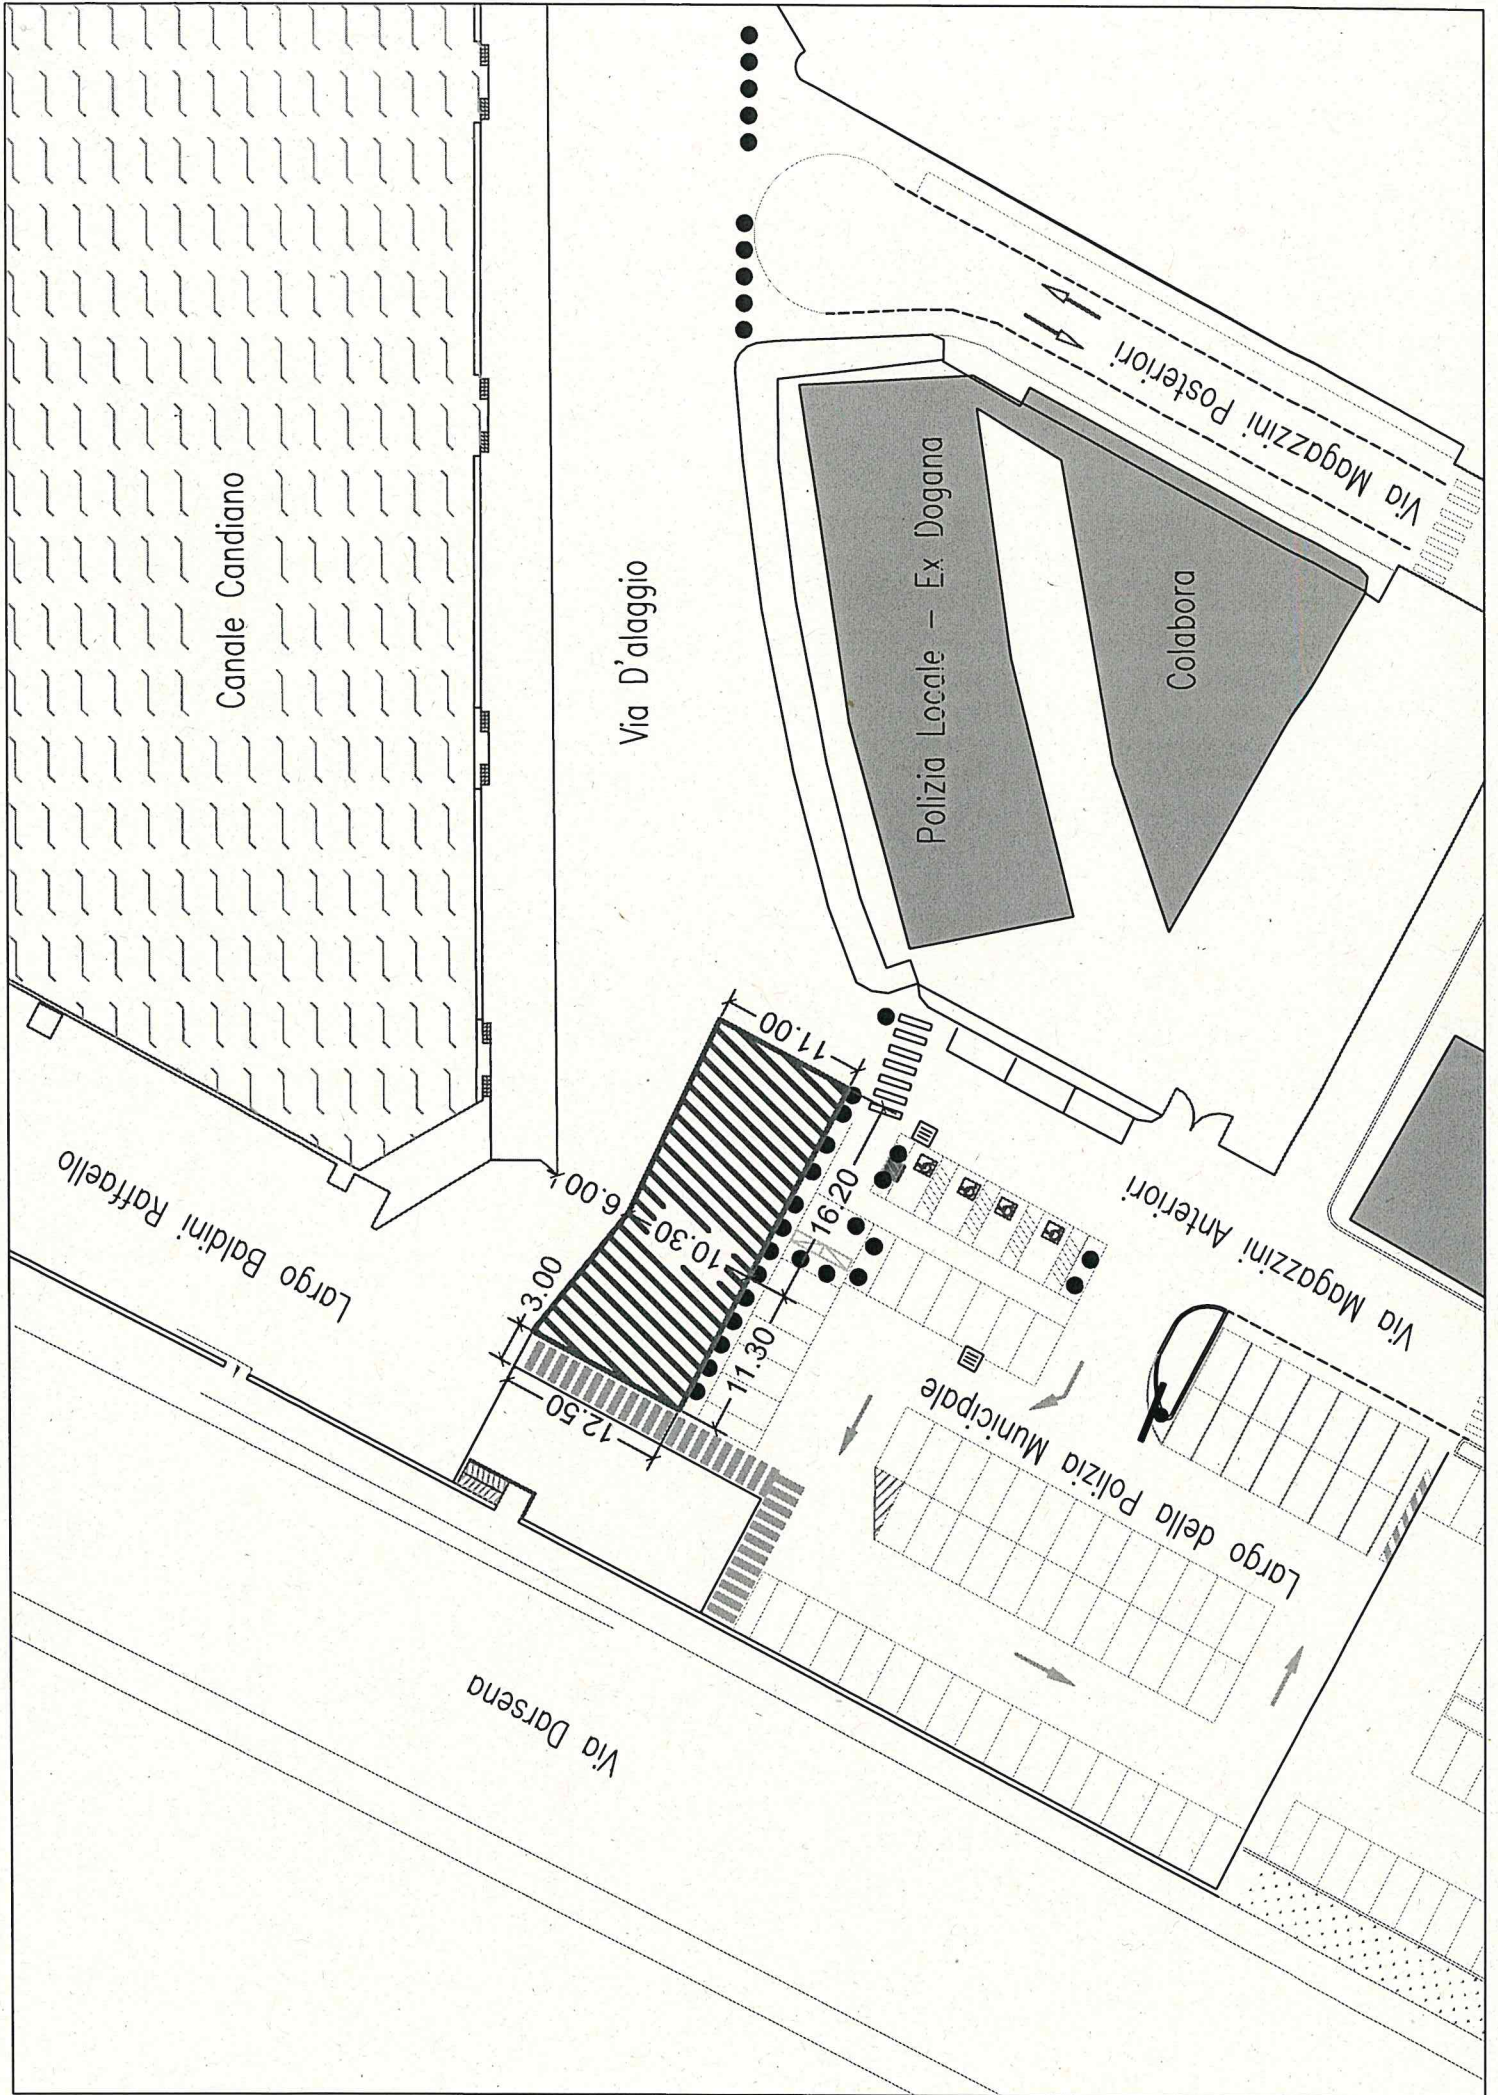 Canale Candiano
Via D'alaggio
Via Magazzini Posteriori
Polizia Locale - Ex Dogana
Colabora
11.00
6.00
10.30
16.20
3.00
11.30
12.50
Largo Baldini Raffaello
Via Magazzini Anteriori
Largo della Polizia Municipale
Via Darsena